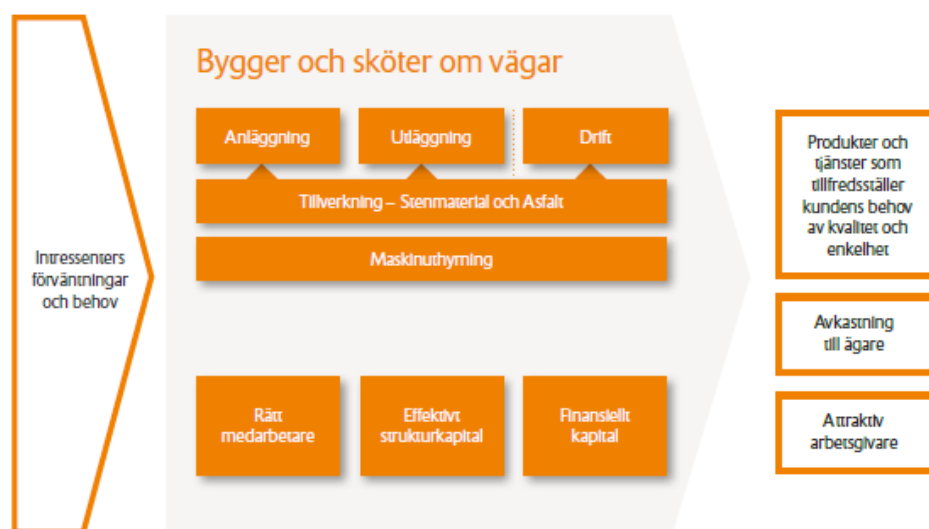 Intressenters
förväntningar
och behov
Bygger och sköter om vägar
Anläggning
Utläggning
Drift
Tillverkning – Stenmaterial och Asfalt
Maskinuthyrning
Rätt
medarbetare
Effektivt
strukturkapital
Finansiellt
kapital
Produkter och
tjänster som
tillfredsställer
kundens behov
av kvalitet och
enkelhet
Avkastning
till ägare
Attraktiv
arbetsgivare